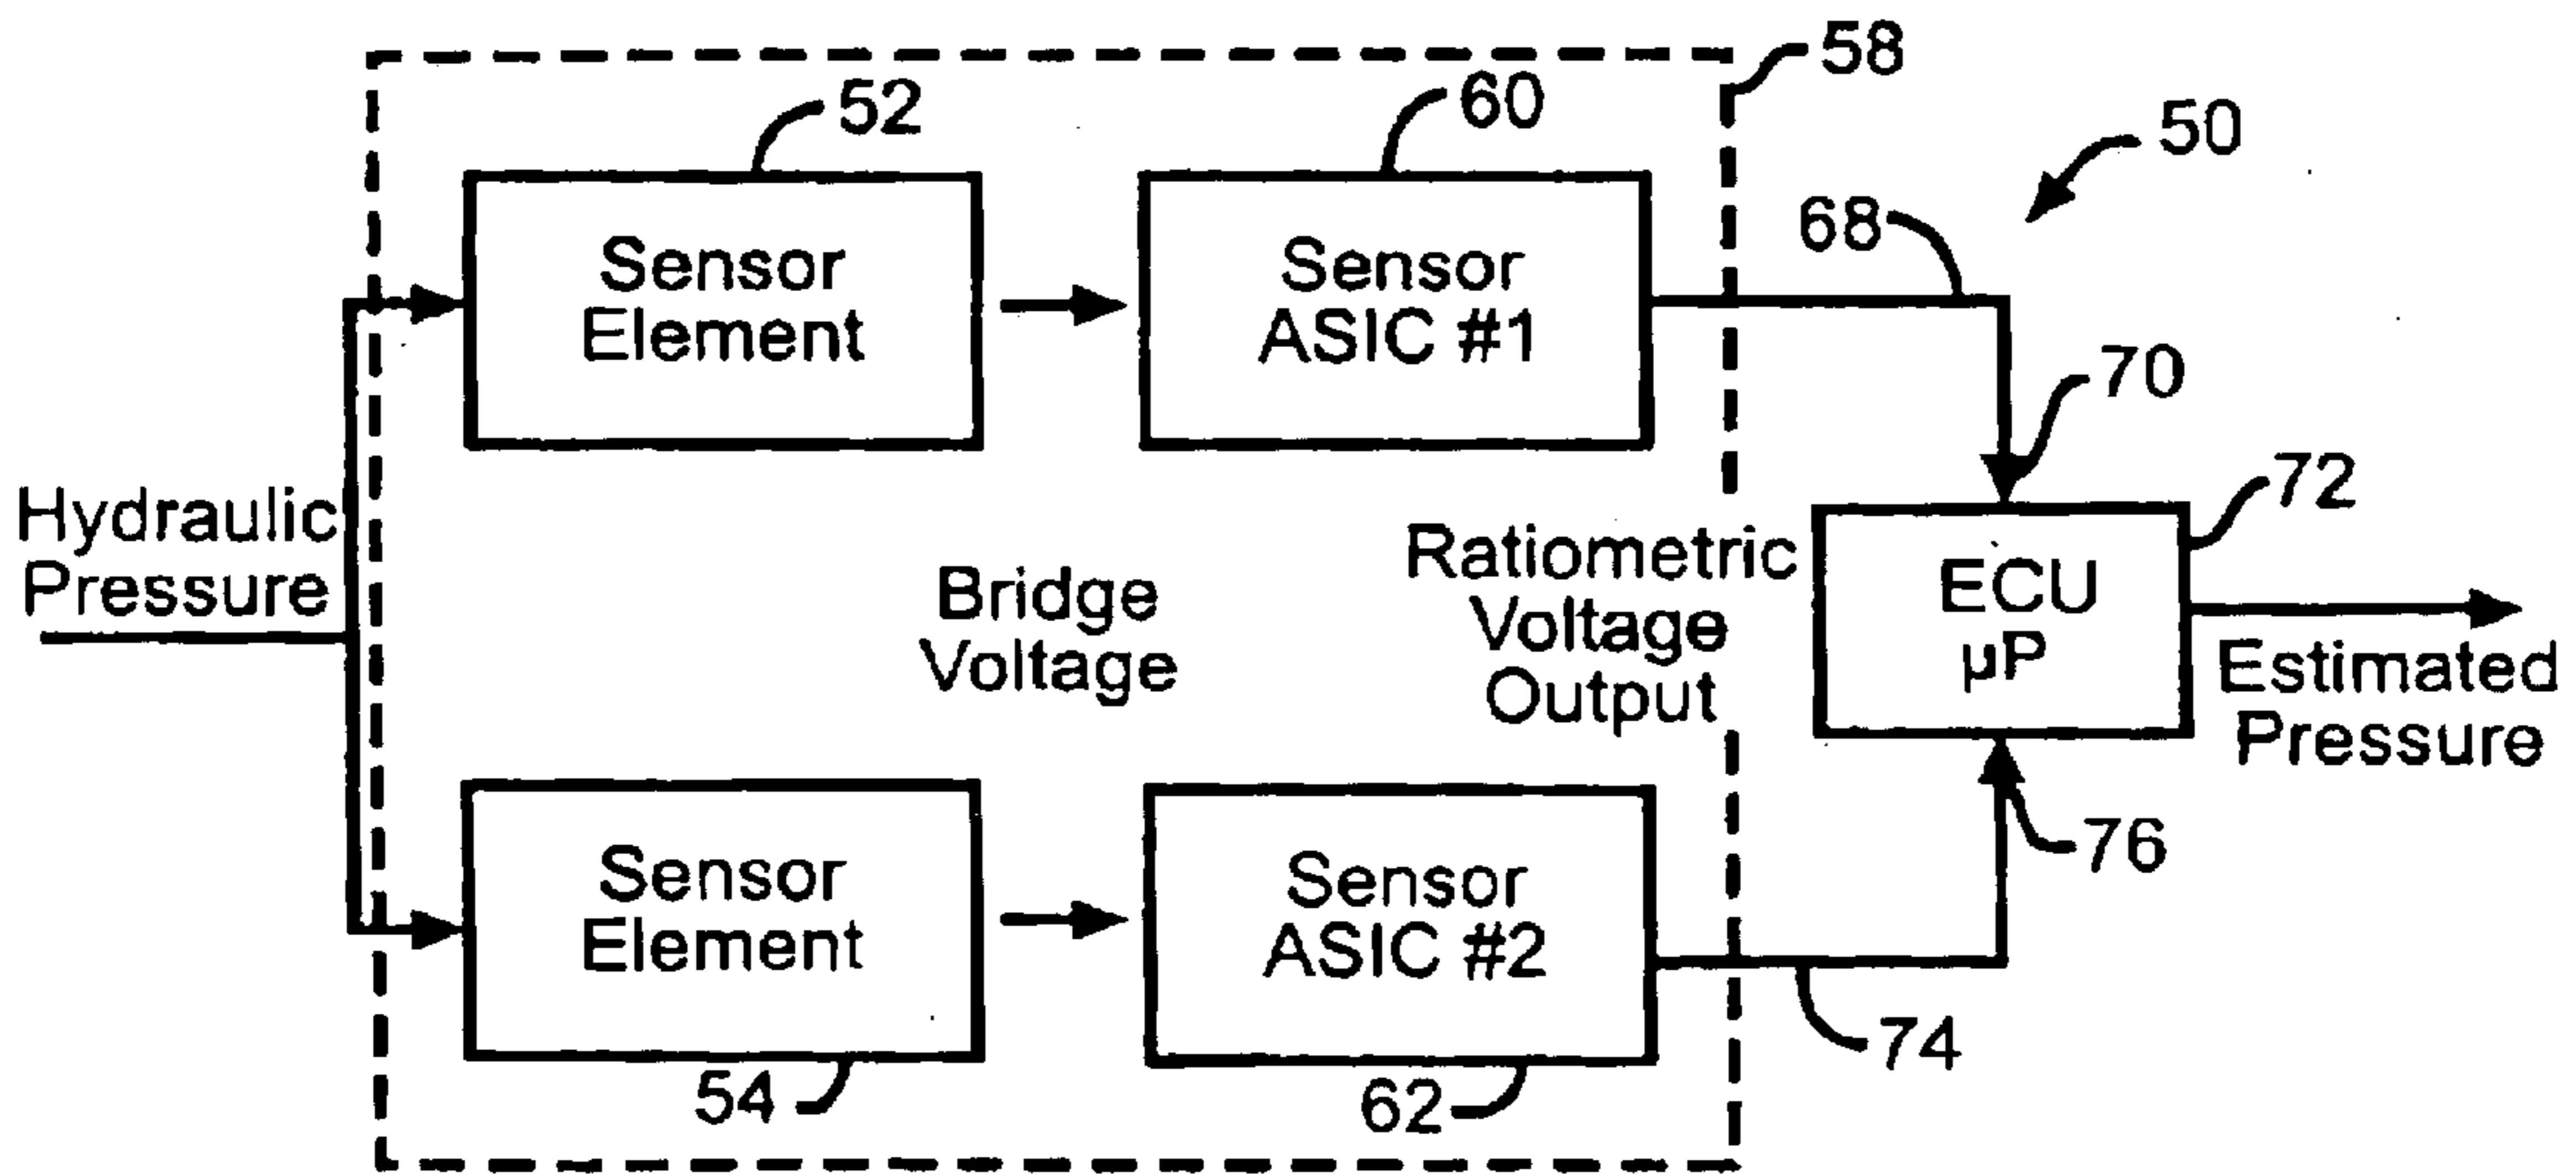 58
52
60
50
68
Sensor
Element
Sensor
ASIC #1
70
72
Hydraulic
Pressure
Bridge
Voltage
Ratiometric
Voltage
Output
ECU
µP
Estimated
Pressure
76
Sensor
Element
Sensor
ASIC #2
74
54
62